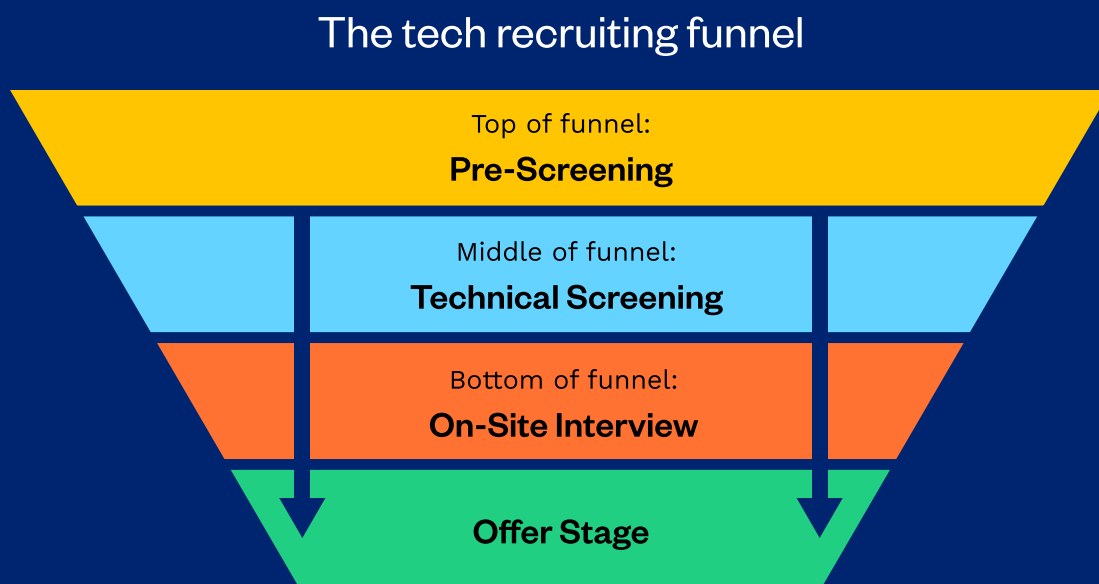 The tech recruiting funnel
Top of funnel:
Pre-Screening
Middle of funnel:
Technical Screening
Bottom of funnel:
On-Site Interview
Offer Stage